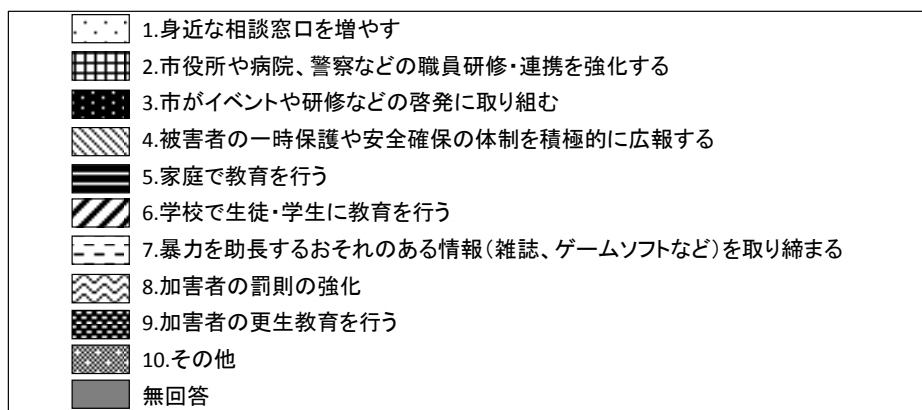 1.身近な相談窓口を増やす
2.市役所や病院、警察などの職員研修・連携を強化する
3.市がイベントや研修などの啓発に取り組む
4.被害者の一時保護や安全確保の体制を積極的に広報する
5.家庭で教育を行う
6.学校で生徒・学生に教育を行う
7.暴力を助長するおそれのある情報(雑誌、ゲームソフトなど)を取り締まる
8.加害者の罰則の強化
9.加害者の更生教育を行う
10.その他
無回答